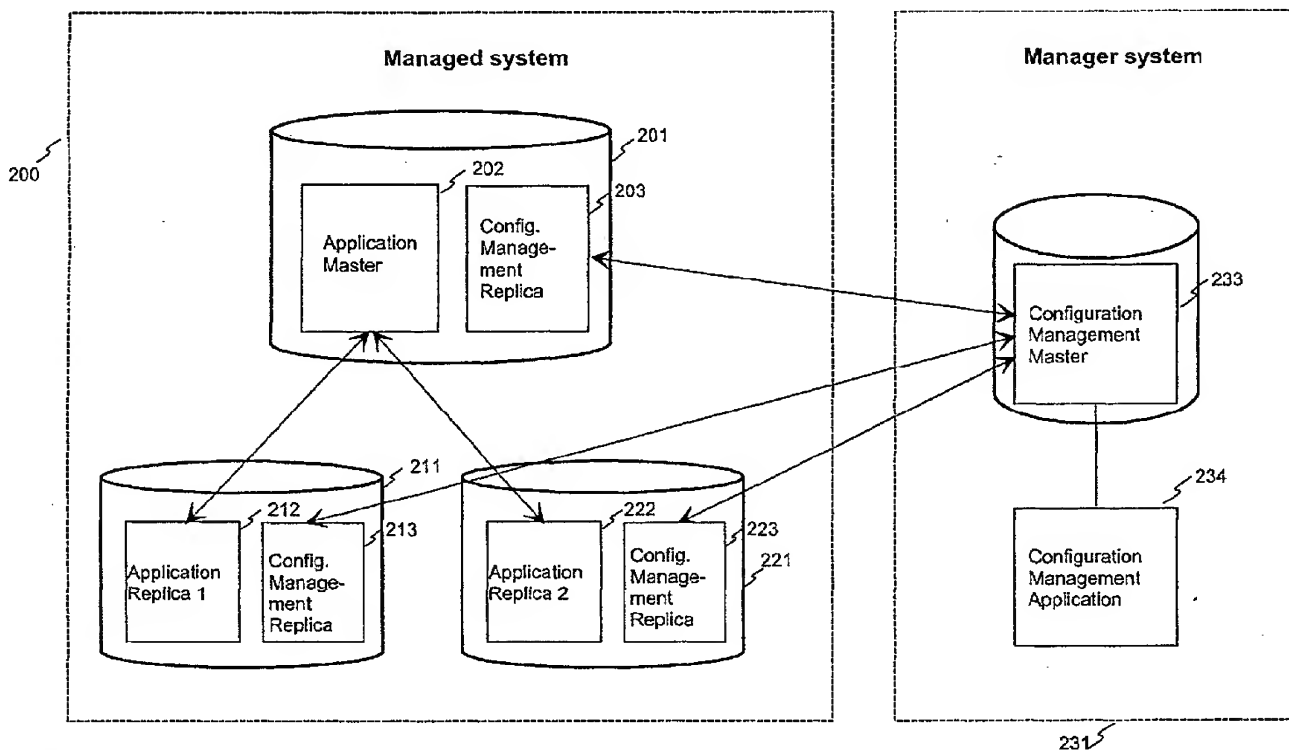 Managed system
Manager system
200
201
202
203
Application
Master
Config.
Manage-
ment
Replica
233
Configuration
Management
Master
211
212
213
222
223
221
Application
Replica 1
Config.
Manage-
ment
Replica
Application
Replica 2
Config.
Manage-
ment
Replica
234
Configuration
Management
Application
231